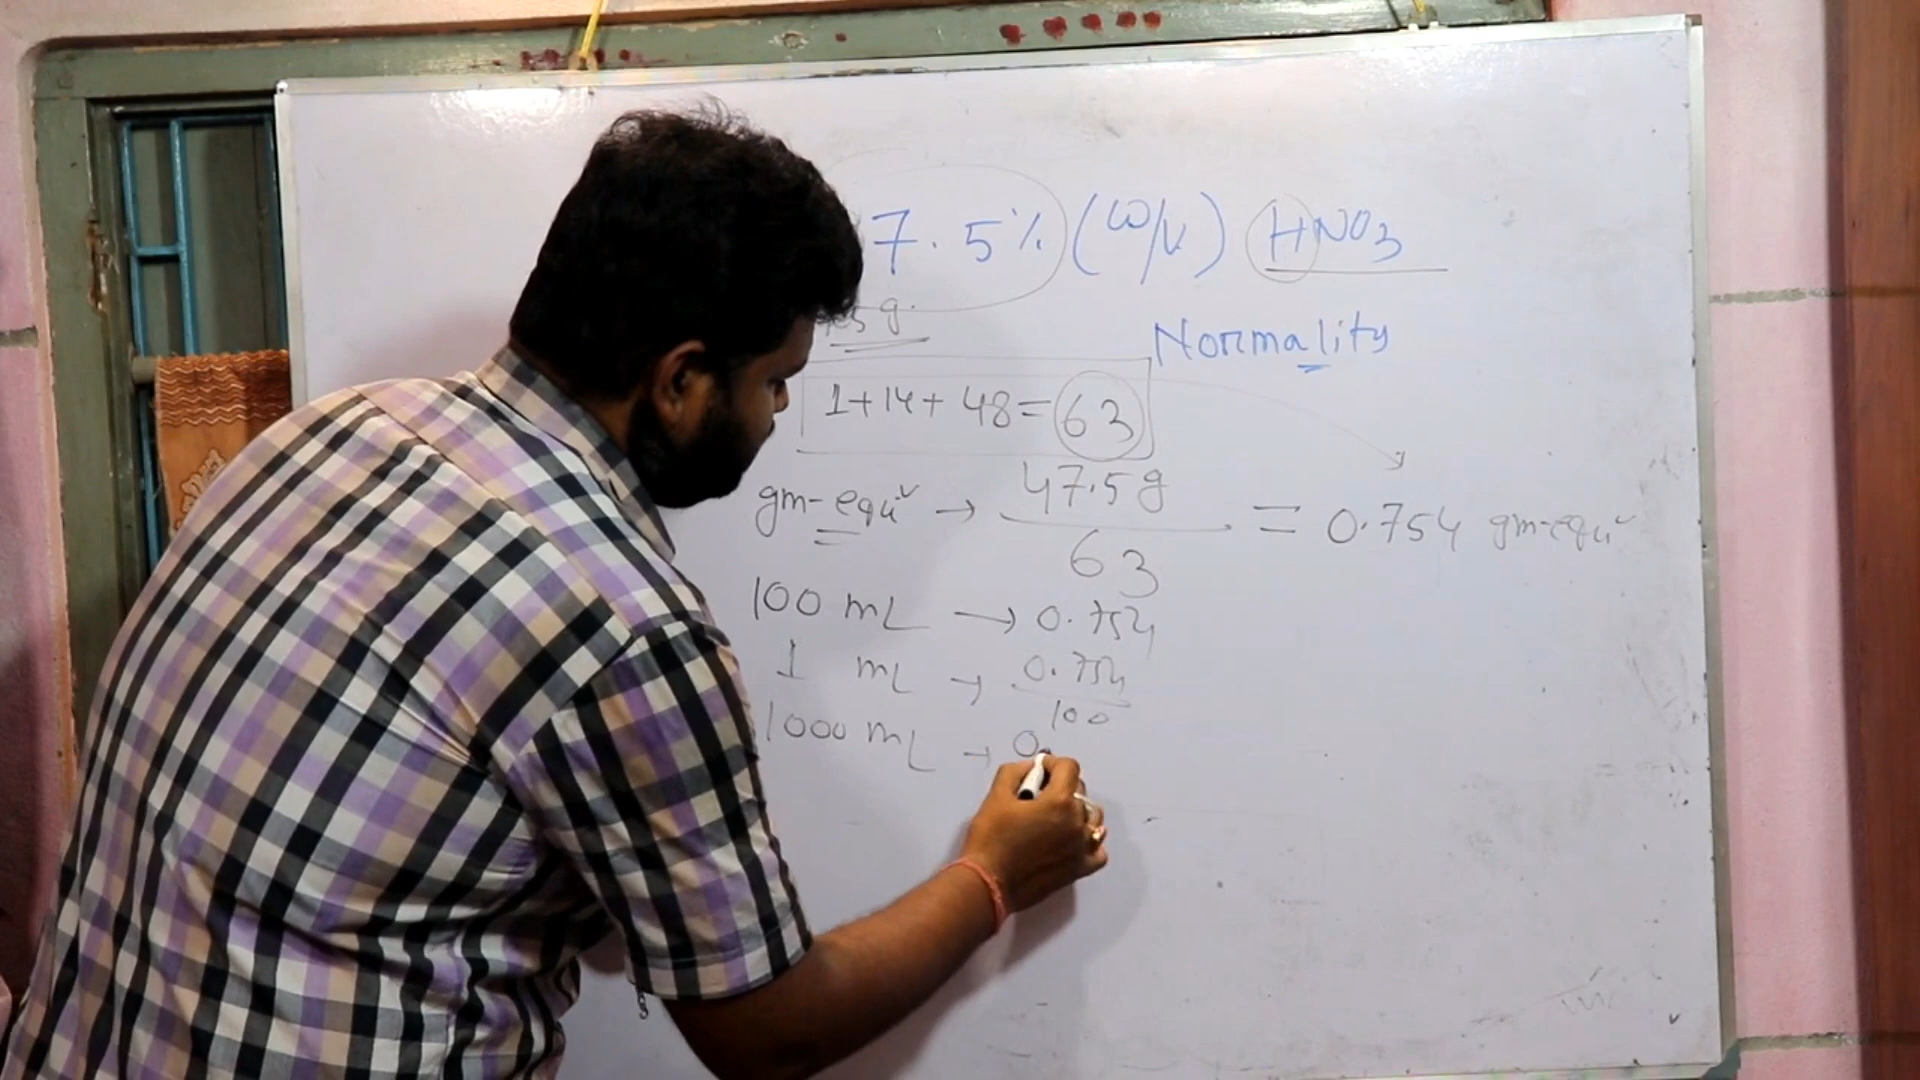 7.5% (W/V) HNO3
5 g.
Normality
1+14+ 48=63
gm-equ → 47.5g / 63 = 0.754 gm-equ
100 mL → 0.754
1 mL → 0.754 / 100
1000 mL → 0.